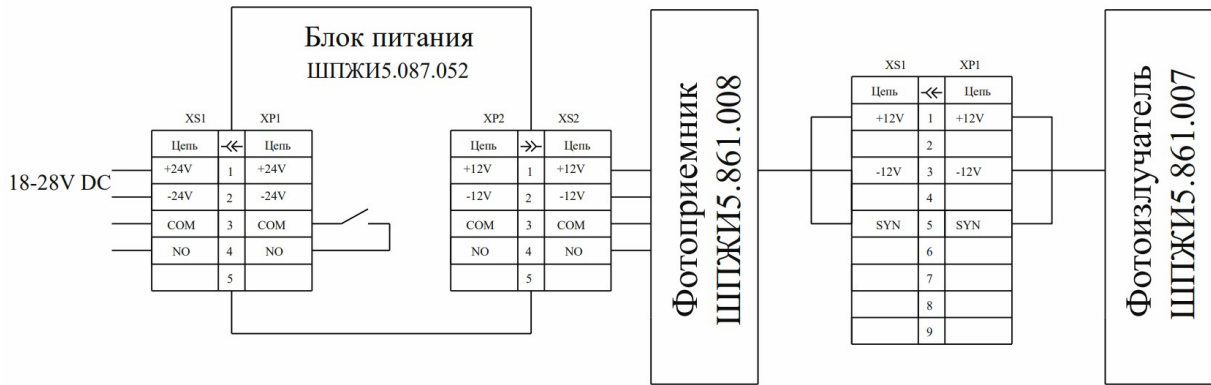 Блок питания
ШПЖИ5.087.052
18-28V DC
XS1 XP1
Цепь Цепь
+24V 1 +24V
-24V 2 -24V
COM 3 COM
NO 4 NO
5
XP2 XS2
Цепь Цепь
+12V 1 +12V
-12V 2 -12V
COM 3 COM
NO 4 NO
5
Фотоприемник
ШПЖИ5.861.008
XS1 XP1
Цепь Цепь
+12V 1 +12V
2
-12V 3 -12V
4
SYN 5 SYN
6
7
8
9
Фотоизлучатель
ШПЖИ5.861.007